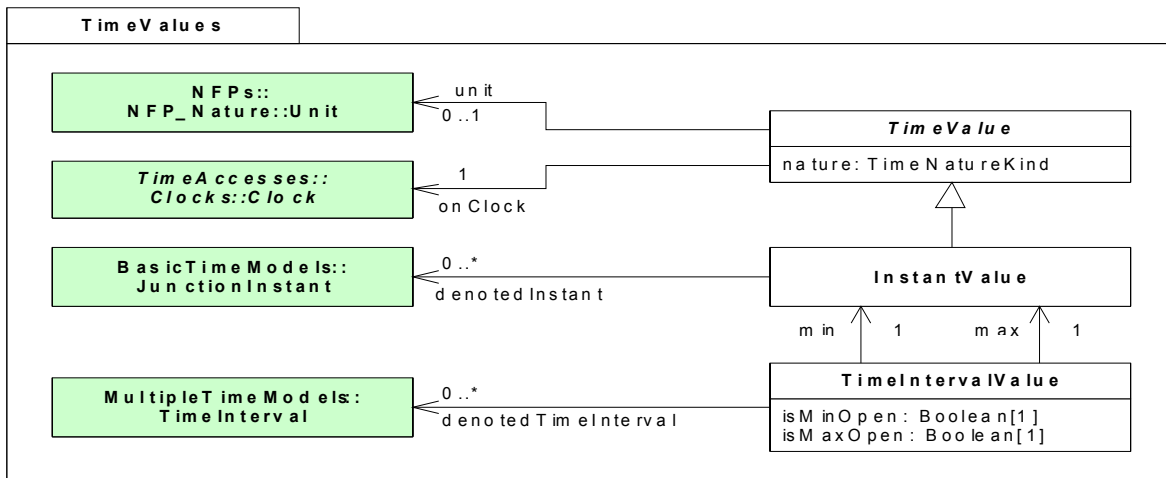 TimeValues
NFPs::
NFP_Nature::Unit
unit
0..1
TimeValue
nature: TimeNatureKind
TimeAccesses::
Clocks::Clock
1
onClock
BasicTimeModels::
JunctionInstant
0..*
denotedInstant
InstantValue
min
1
max
1
MultipleTimeModels::
TimeInterval
0..*
denotedTimeInterval
TimeIntervalValue
isMinOpen: Boolean[1]
isMaxOpen: Boolean[1]